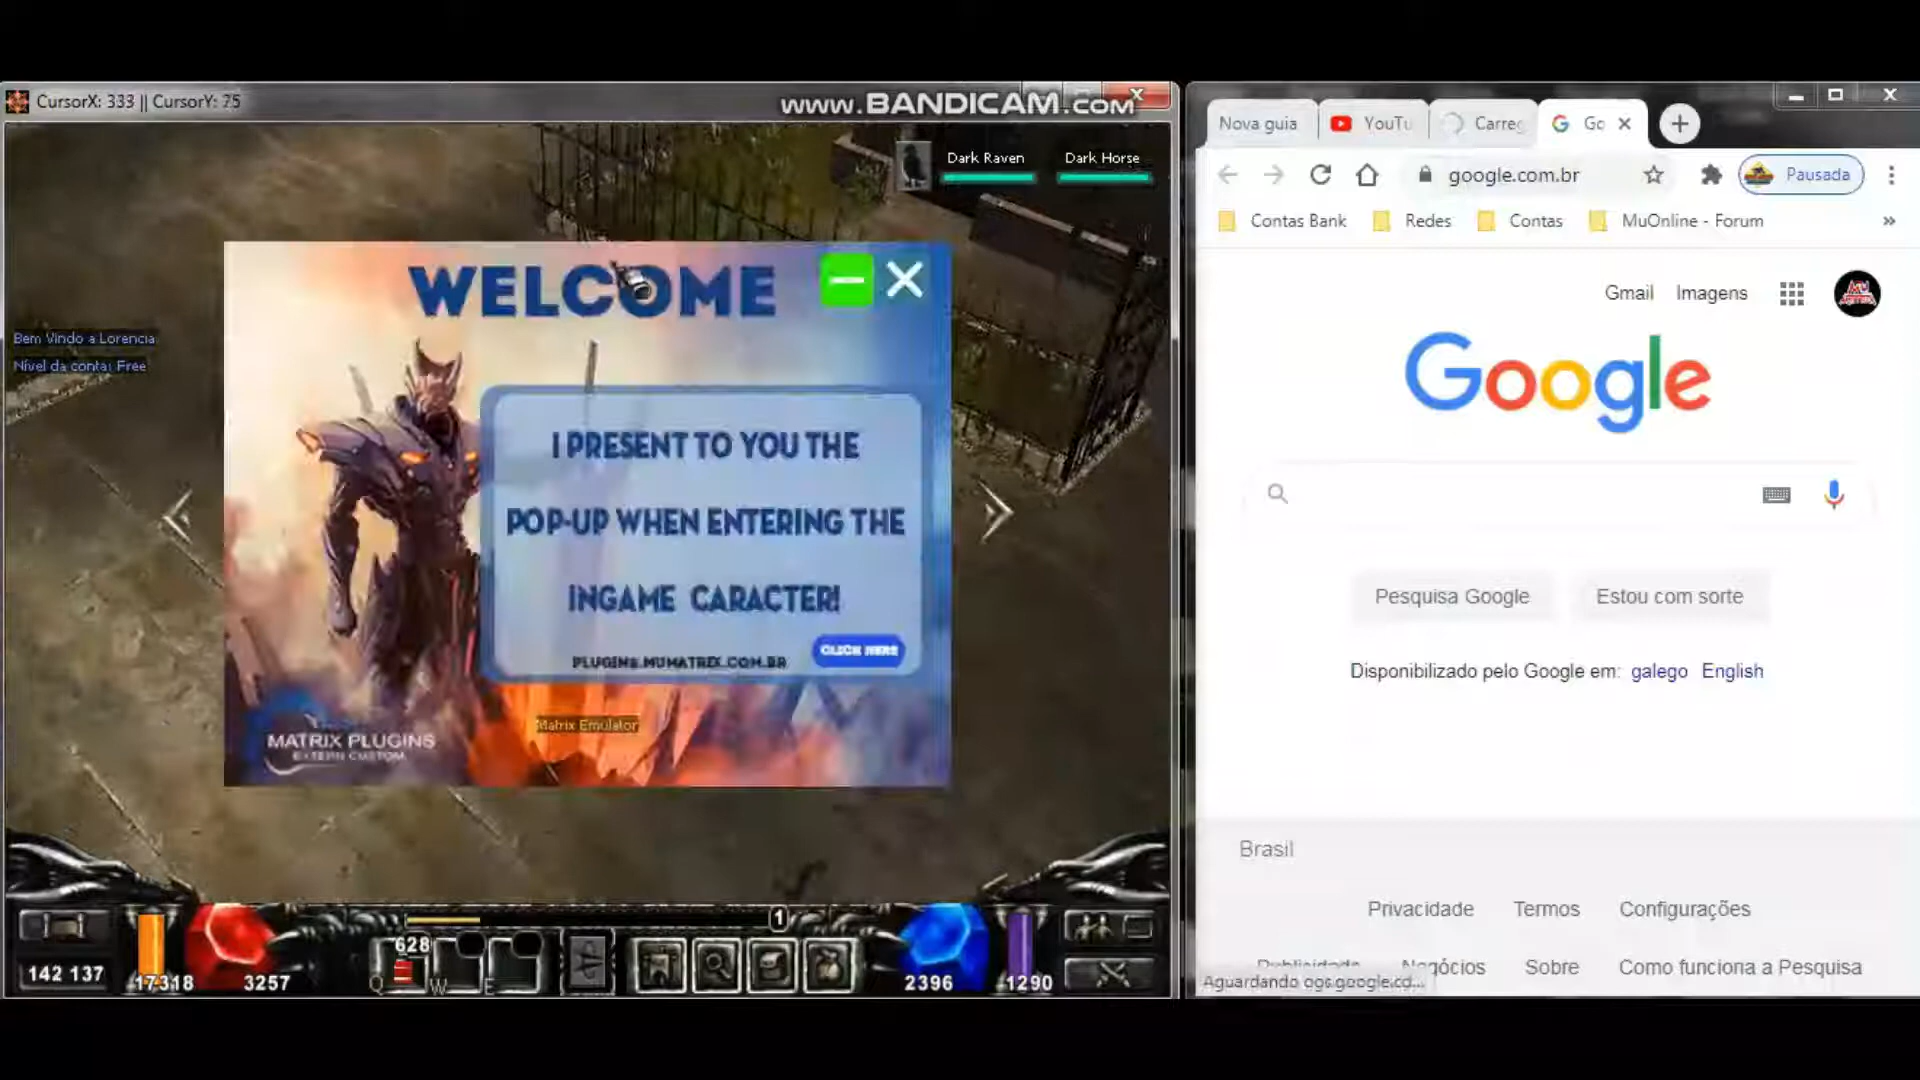 CursorX: 333 || CursorY: 75
www.BANDICAM.COM
Dark Raven
Dark Horse
Bem Vindo a Lorencia
Nível da conta: Free
WELCOME
I PRESENT TO YOU THE
POP-UP WHEN ENTERING THE
INGAME CARACTER!
PLUGINS.MUMATRIX.COM.BR
CLICK HERE
Matrix Emulator
MATRIX PLUGINS
EXTERN CUSTOM
142 137
17318
3257
628
Q
W
E
1
2396
1290
Nova guia
YouTu
Carreg
Go
google.com.br
Pausada
Contas Bank
Redes
Contas
MuOnline - Forum
»
Gmail
Imagens
Google
Pesquisa Google
Estou com sorte
Disponibilizado pelo Google em: galego English
Brasil
Privacidade
Termos
Configurações
Publicidade
Negócios
Sobre
Como funciona a Pesquisa
Aguardando ogs.google.co...